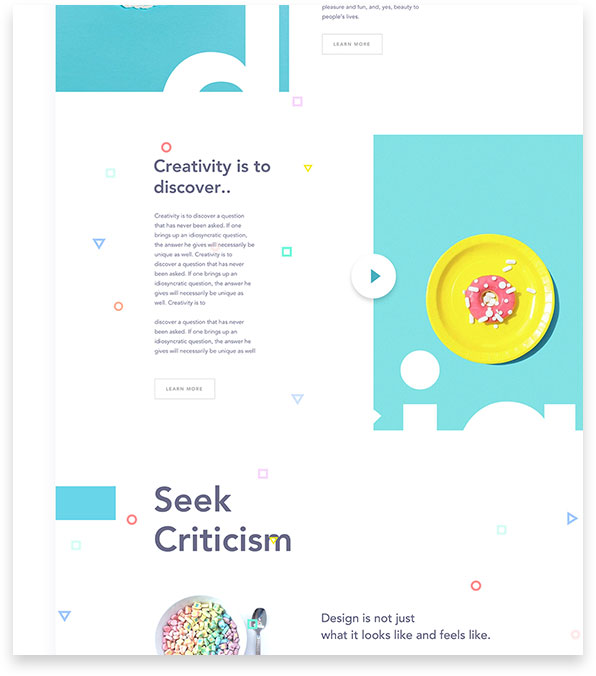 pleasure and fun, and, yes, beauty to
people's lives.
LEARN MORE
Creativity is to
discover..
Creativity is to discover a question
that has never been asked. If one
brings up an idiosyncratic question,
the answer he gives will necessarily be
unique as well. Creativity is to
discover a question that has never
been asked. If one brings up an
idiosyncratic question, the answer he
gives will necessarily be unique as
well. Creativity is to
discover a question that has never
been asked. If one brings up an
idiosyncratic question, the answer he
gives will necessarily be unique as well
LEARN MORE
Seek
Criticism
Design is not just
what it looks like and feels like.